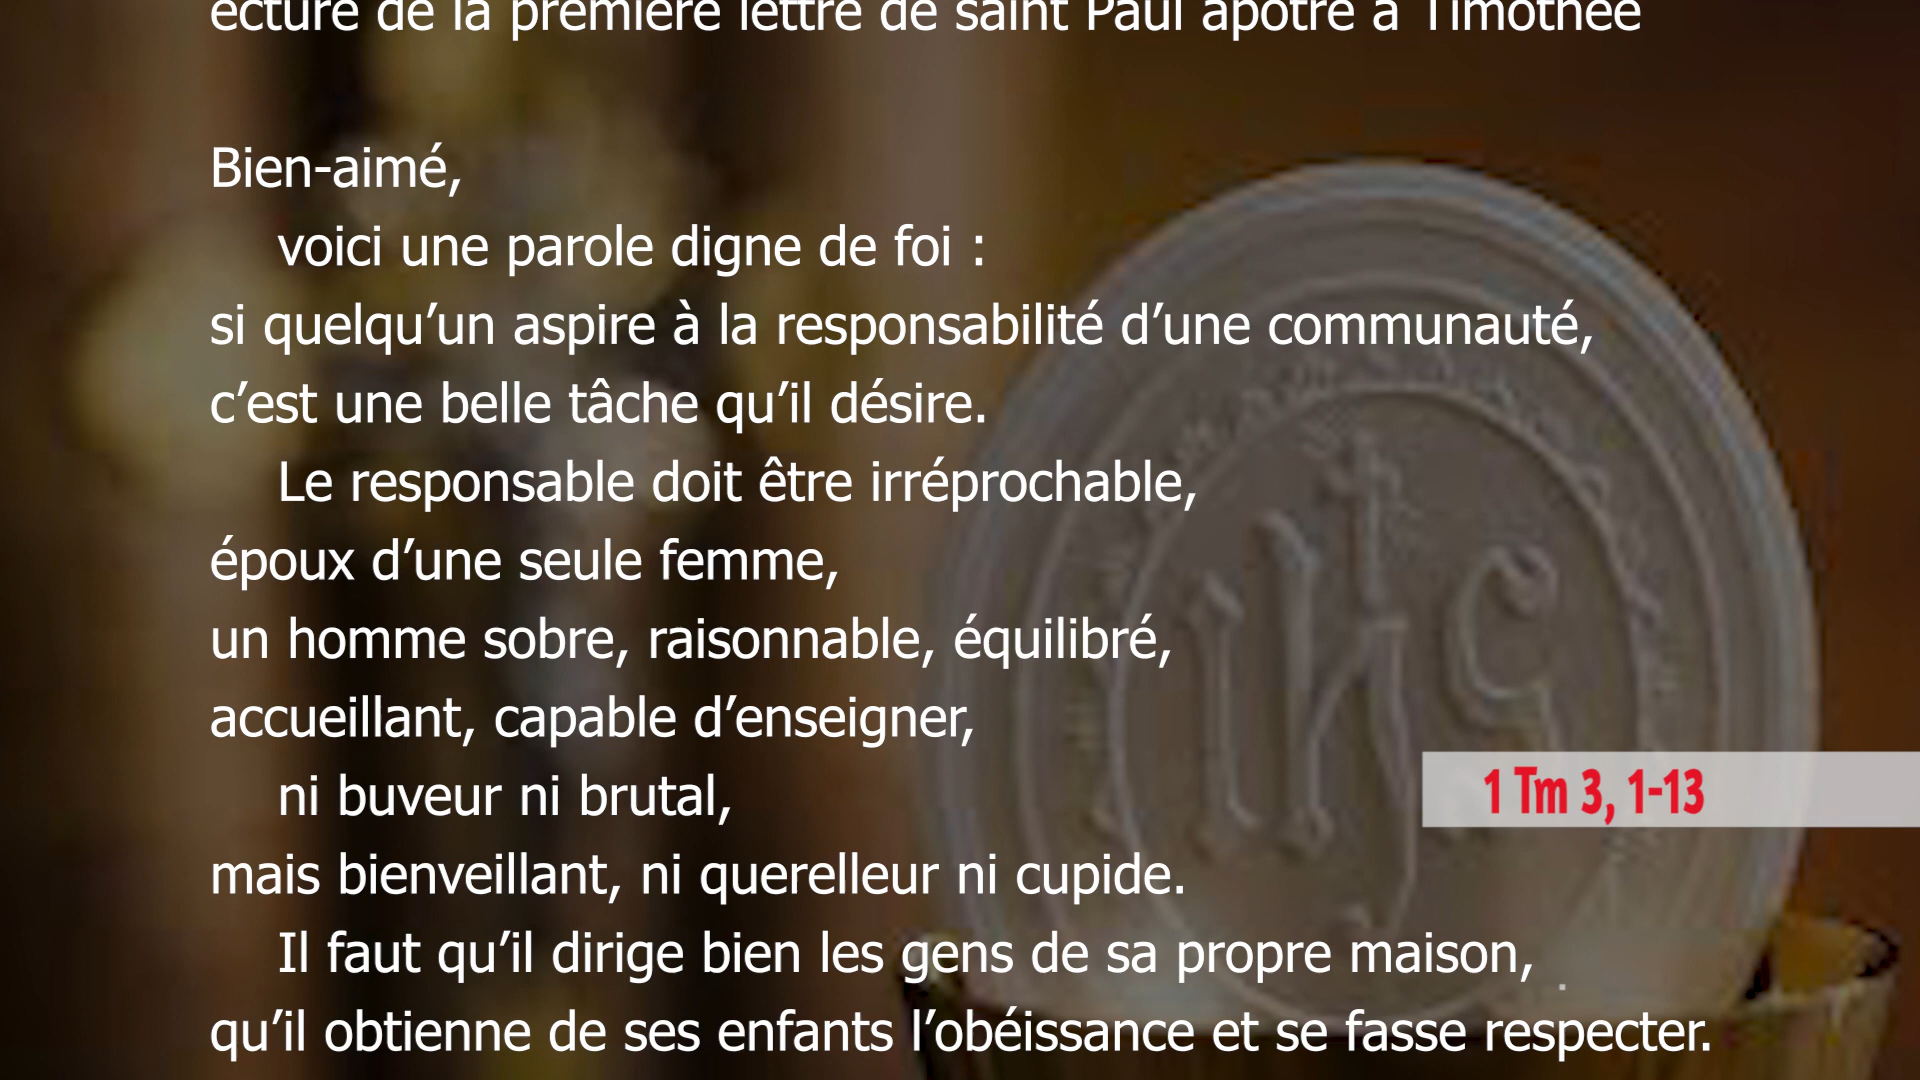 ecture de la première lettre de saint Paul apôtre à Timothée
Bien-aimé,
voici une parole digne de foi :
si quelqu’un aspire à la responsabilité d’une communauté,
c’est une belle tâche qu’il désire.
Le responsable doit être irréprochable,
époux d’une seule femme,
un homme sobre, raisonnable, équilibré,
accueillant, capable d’enseigner,
ni buveur ni brutal,
1 Tm 3, 1-13
mais bienveillant, ni querelleur ni cupide.
Il faut qu’il dirige bien les gens de sa propre maison,
qu’il obtienne de ses enfants l’obéissance et se fasse respecter.